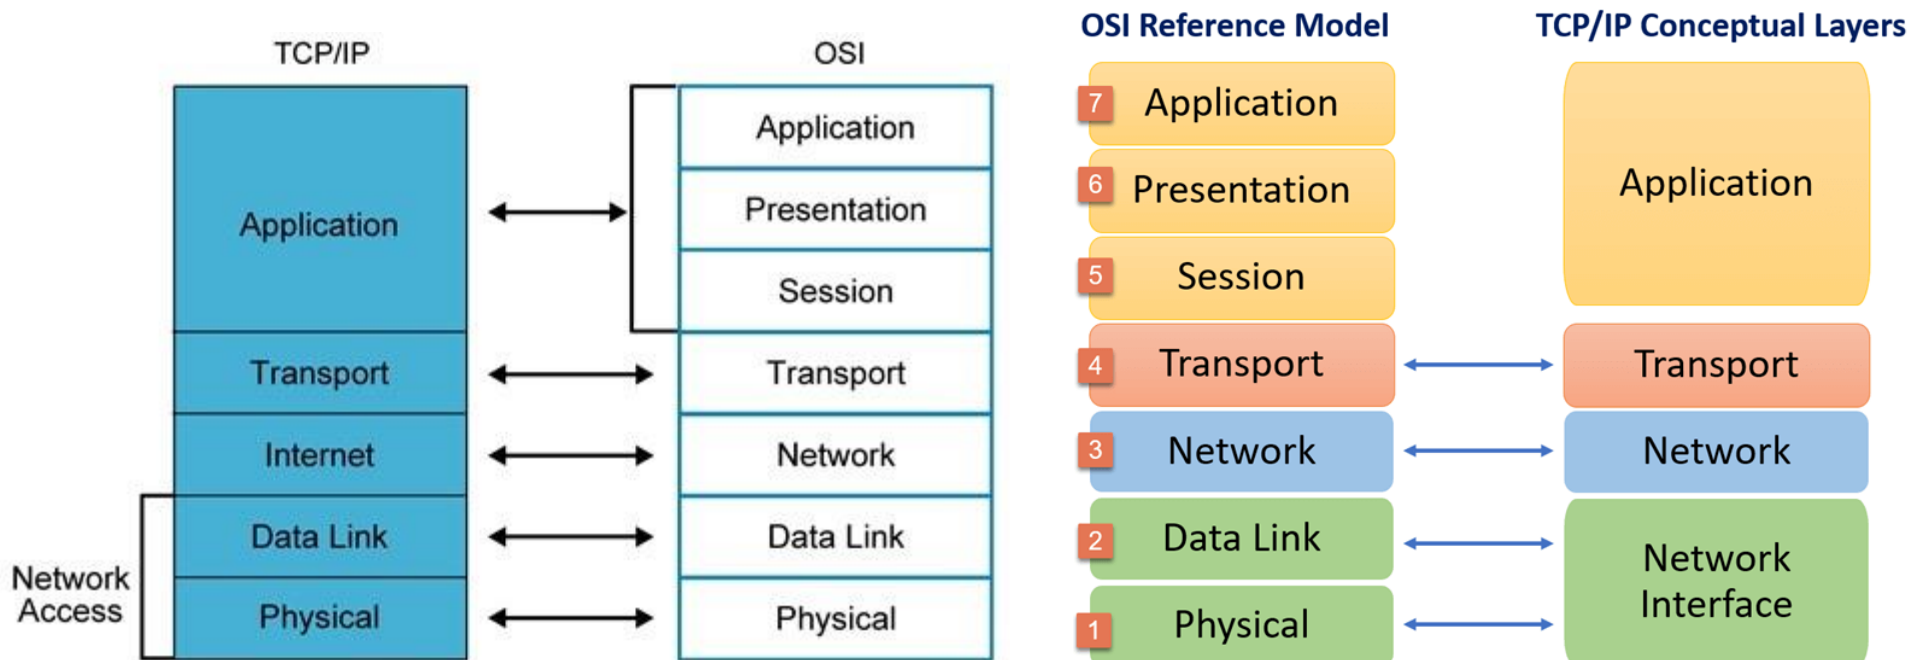 TCP/IP
OSI
Application
Transport
Internet
Data Link
Physical
Network
Access
Application
Presentation
Session
Transport
Network
Data Link
Physical
OSI Reference Model
TCP/IP Conceptual Layers
7 Application
6 Presentation
5 Session
4 Transport
3 Network
2 Data Link
1 Physical
Application
Transport
Network
Network
Interface